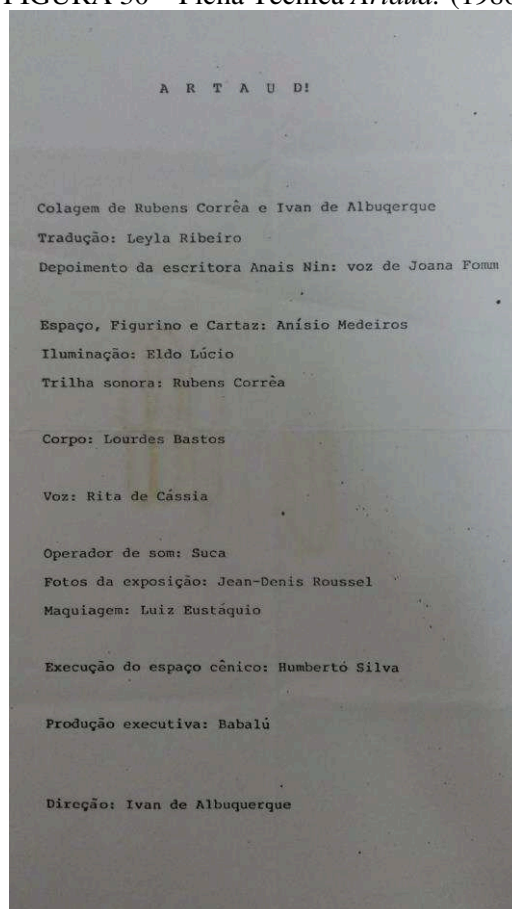 FIGURA 30 – Ficha Técnica Artaud! (1986
A R T A U D!
Colagem de Rubens Corrêa e Ivan de Albuqerque
Tradução: Leyla Ribeiro
Depoimento da escritora Anais Nin: voz de Joana Fomm
Espaço, Figurino e Cartaz: Anísio Medeiros
Iluminação: Eldo Lúcio
Trilha sonora: Rubens Corrêa
Corpo: Lourdes Bastos
Voz: Rita de Cássia
Operador de som: Suca
Fotos da exposição: Jean-Denis Roussel
Maquiagem: Luiz Eustáquio
Execução do espaço cênico: Humberto Silva
Produção executiva: Babalú
Direção: Ivan de Albuquerque